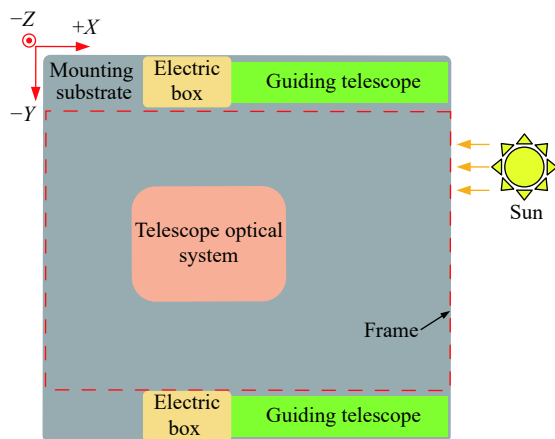 −Z
+X
−Y
Mounting
substrate
Electric
box
Guiding telescope
Sun
Telescope optical
system
Frame
Electric
box
Guiding telescope